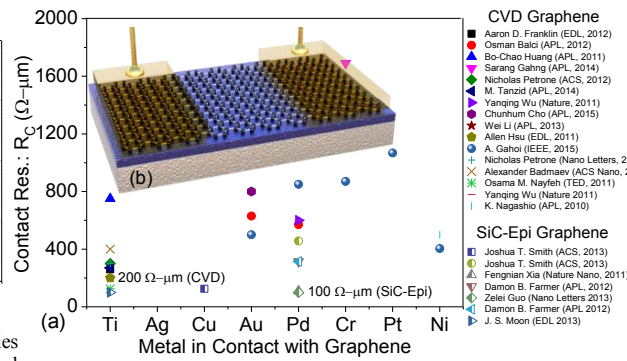 CVD Graphene
Aaron D. Franklin (EDL, 2012)
Osman Balci (APL, 2012)
Bo-Chao Huang (APL, 2011)
Sarang Gahng (APL, 2014)
Nicholas Petrone (ACS, 2012)
M. Tanzid (APL, 2014)
Yanqing Wu (Nature, 2011)
Chunhum Cho (APL, 2015)
Wei Li (APL, 2013)
Allen Hsu (EDL, 2011)
A. Gahoi (IEEE, 2015)
Nicholas Petrone (Nano Letters, 2
Alexander Badmaev (ACS Nano, 2
Osama M. Nayfeh (TED, 2011)
Yanqing Wu (Nature, 2011)
K. Nagashio (APL, 2010)
SiC-Epi Graphene
Joshua T. Smith (ACS, 2013)
Joshua T. Smith (ACS, 2013)
Fengnian Xia (Nature Nano, 2011)
Damon B. Farmer (APL, 2012)
Zelei Guo (Nano Letters 2013)
Damon B. Farmer (APL, 2012)
J. S. Moon (EDL 2013)
Contact Res.: RC (Ω−μm)
2000
1600
1200
800
400
0
(b)
200 Ω-μm (CVD)
100 Ω-μm (SiC-Epi)
(a)
Ti Ag Cu Au Pd Cr Pt Ni
Metal in Contact with Graphene